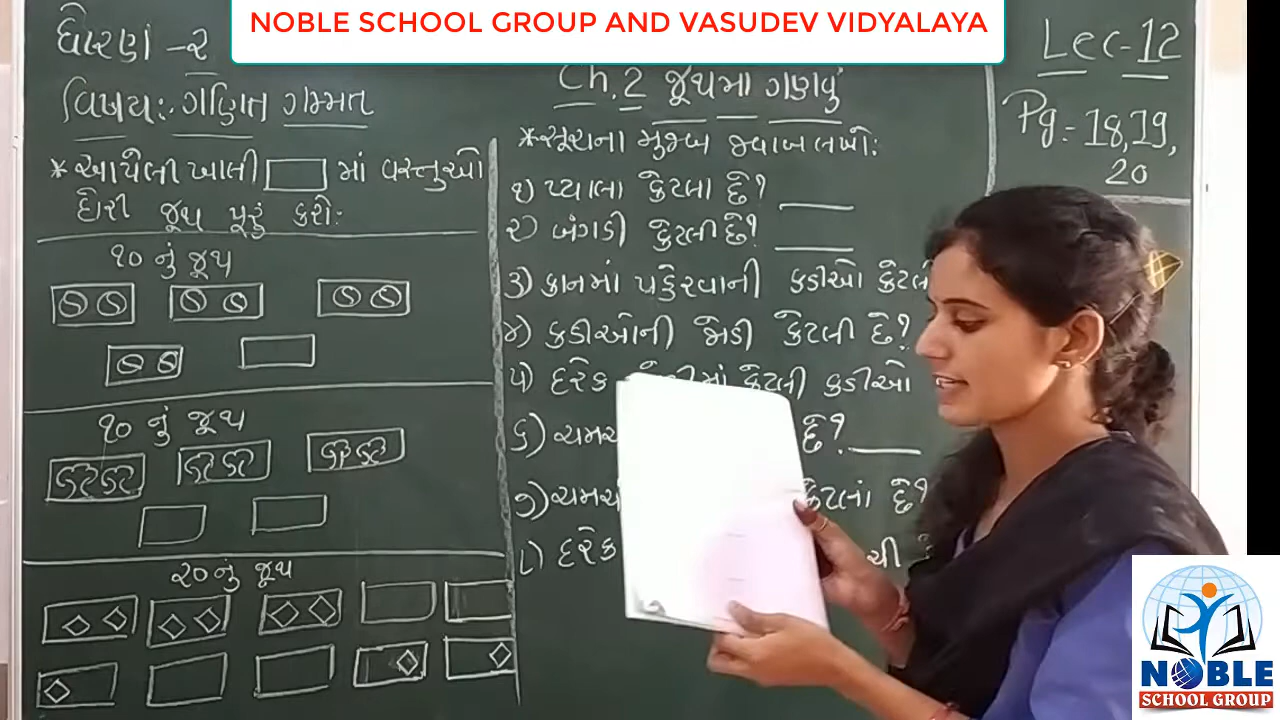 NOBLE SCHOOL GROUP AND VASUDEV VIDYALAYA
ધોરણ -૨
વિષય:. ગણિત ગમ્મત
* આપેલી ખાલી માં વસ્તુઓ
દોરી જૂથ પૂરું કરો:
૧૦ નું જૂથ
૧૦ નું જૂથ
૨૦ નું જૂથ
Ch. 2 જૂથમાં ગણવું
* સૂચના મુજબ જવાબ લખો:
૧) પ્યાલા કેટલા છે?
૨) બંગડી કેટલી છે?
૩) કાનમાં પહેરવાની કડીઓ
૪) કડીઓની જોડી કેટલી છે?
૫) દરેક કેટલી કડીઓ
૬) છે?
૭) કેટલાં છે?
૮) દરેક
Lec-12
Pg = 18,19,
20
NOBLE
SCHOOL GROUP